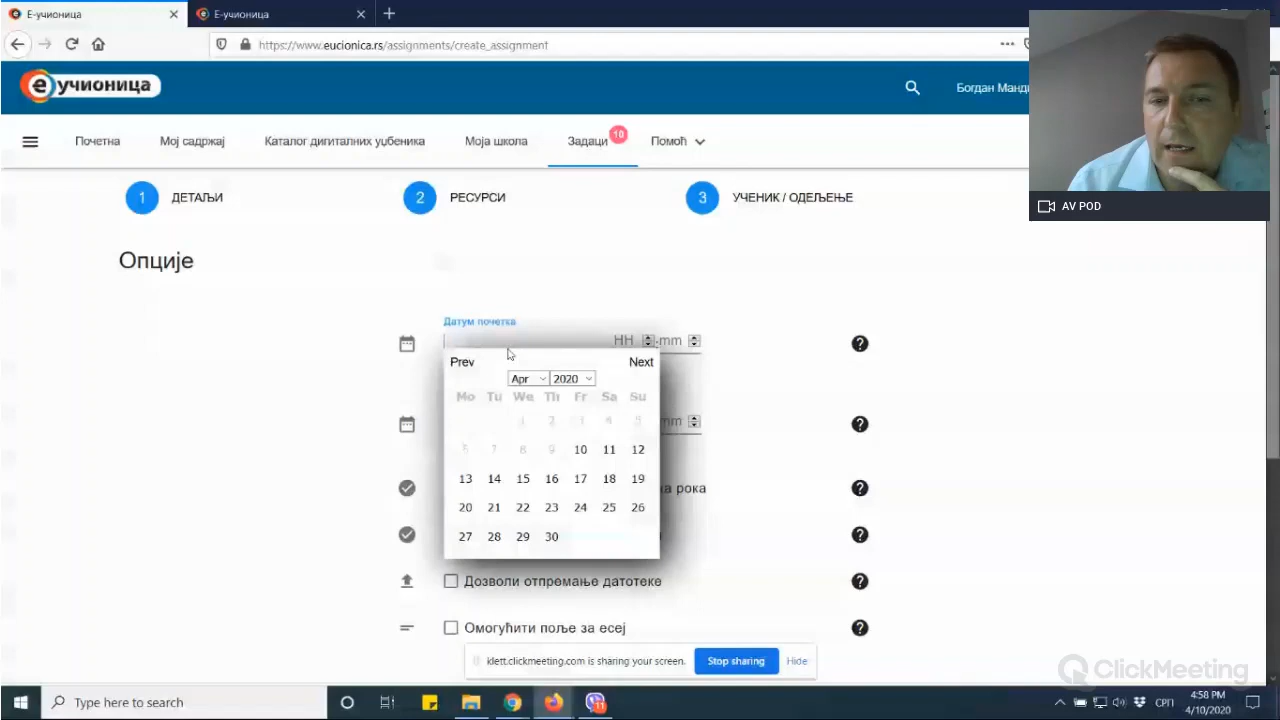 Е-учионица
Е-учионица
https://www.eucionica.rs/assignments/create_assignment
е учионица
Богдан Манди
Почетна
Мој садржај
Каталог дигиталних уџбеника
Моја школа
Задаци
10
Помоћ
AV POD
1 ДЕТАЉИ
2 РЕСУРСИ
3 УЧЕНИК / ОДЕЉЕЊЕ
Опције
Датум почетка
HH : mm
Prev
Next
Apr 2020
Mo Tu We Th Fr Sa Su
1 2 3 4 5
mm
6 7 8 9 10 11 12
13 14 15 16 17 18 19
рока
20 21 22 23 24 25 26
27 28 29 30
Дозволи отпремање датотеке
Омогућити поље за есеј
klett.clickmeeting.com is sharing your screen.
Stop sharing
Hide
ClickMeeting
Type here to search
11
СРП
4:58 PM
4/10/2020